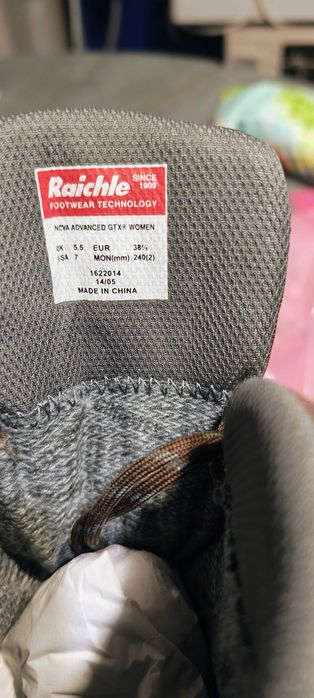 Raichle SINCE 1909
FOOTWEAR TECHNOLOGY
NOVA ADVANCED GTX® WOMEN
UK 5.5 EUR 38⅔
USA 7 MON(mm) 240(2)
1622014
14/05
MADE IN CHINA